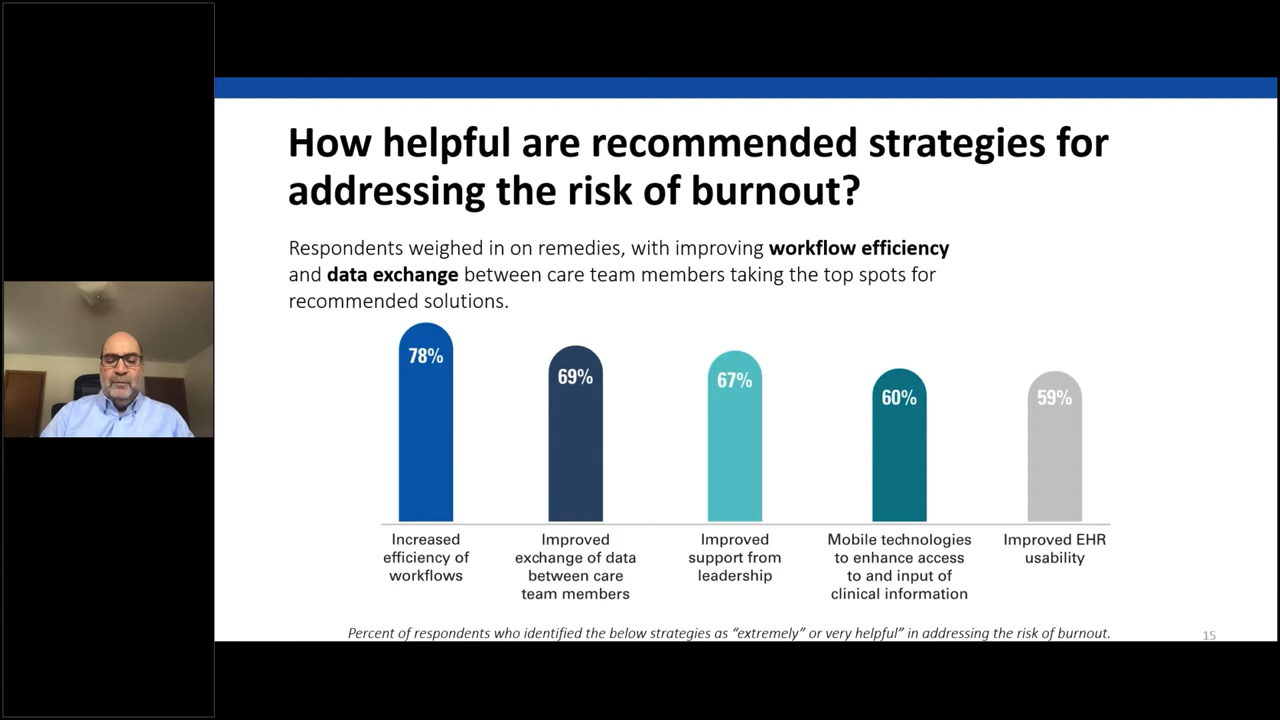 How helpful are recommended strategies for
addressing the risk of burnout?
Respondents weighed in on remedies, with improving workflow efficiency
and data exchange between care team members taking the top spots for
recommended solutions.
78%
69%
67%
60%
59%
Increased
efficiency of
workflows
Improved
exchange of data
between care
team members
Improved
support from
leadership
Mobile technologies
to enhance access
to and input of
clinical information
Improved EHR
usability
Percent of respondents who identified the below strategies as “extremely” or very helpful” in addressing the risk of burnout.
15